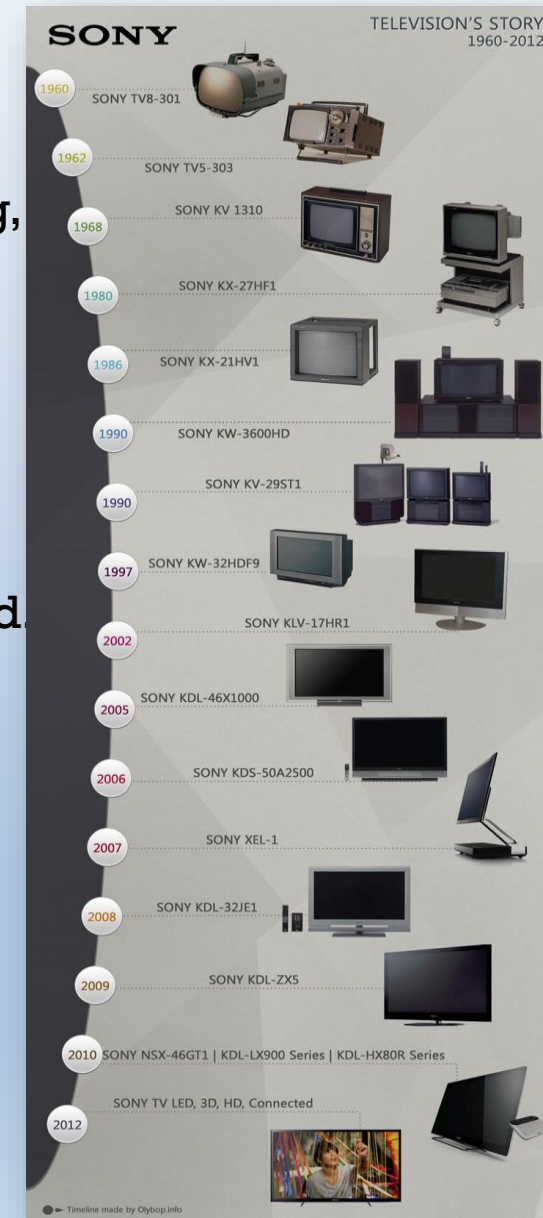 SONY
TELEVISION'S STORY
1960-2012
1960
SONY TV8-301
1962
SONY TV5-303
g,
1968
SONY KV 1310
1980
SONY KX-27HF1
1986
SONY KX-21HV1
1990
SONY KW-3600HD
1990
SONY KV-29ST1
1997
SONY KW-32HDF9
d.
2002
SONY KLV-17HR1
2005
SONY KDL-46X1000
2006
SONY KDS-50A2500
2007
SONY XEL-1
2008
SONY KDL-32JE1
2009
SONY KDL-ZX5
2010
SONY NSX-46GT1 | KDL-LX900 Series | KDL-HX80R Series
2012
SONY TV LED, 3D, HD, Connected
Timeline made by Olybop.info